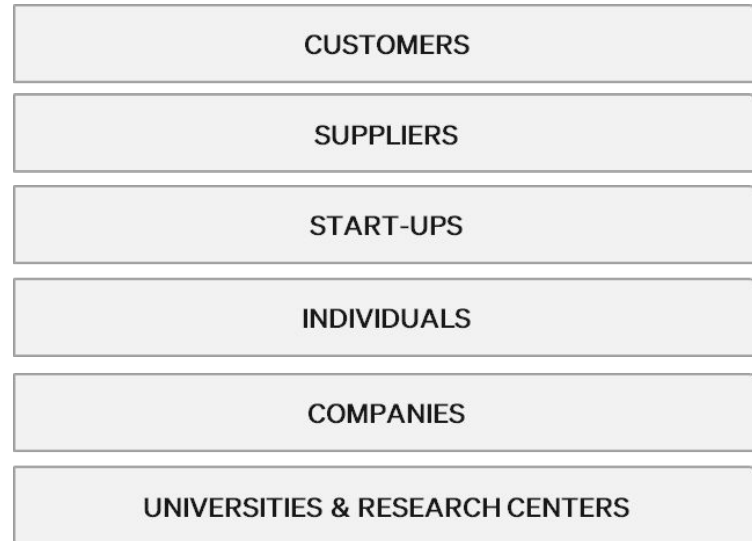 CUSTOMERS
SUPPLIERS
START-UPS
INDIVIDUALS
COMPANIES
UNIVERSITIES & RESEARCH CENTERS